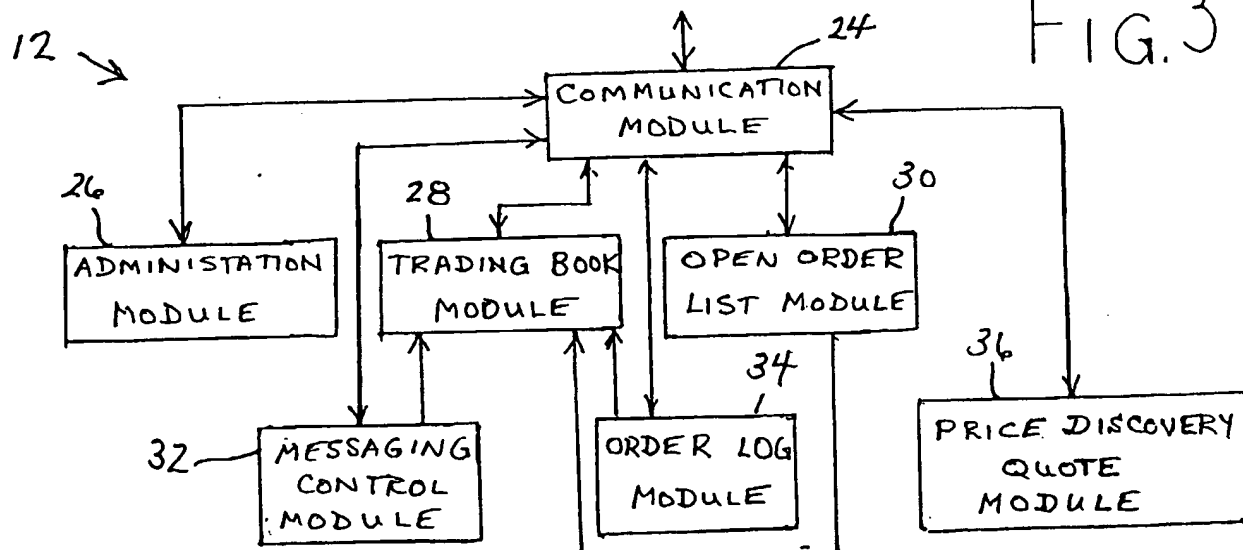 FIG. 3
12
24
COMMUNICATION
MODULE
26
ADMINISTATION
MODULE
28
TRADING BOOK
MODULE
30
OPEN ORDER
LIST MODULE
32
MESSAGING
CONTROL
MODULE
34
ORDER LOG
MODULE
36
PRICE DISCOVERY
QUOTE
MODULE